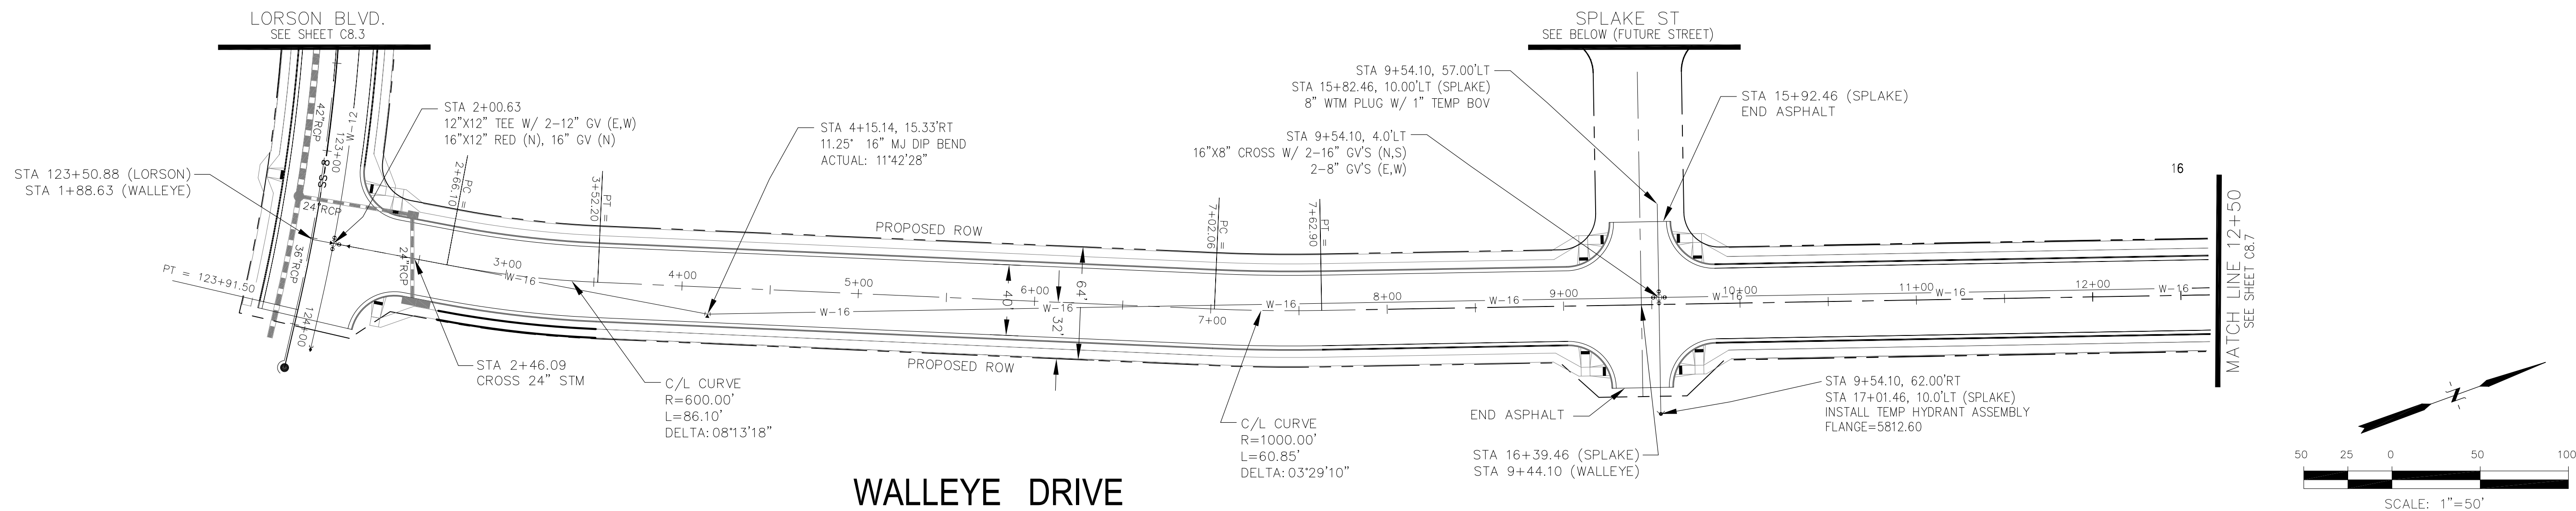 LORSON BLVD.
SEE SHEET C8.3
SPLAKE ST
SEE BELOW (FUTURE STREET)
STA 9+54.10, 57.00'LT
STA 15+82.46, 10.00'LT (SPLAKE)
8" WTM PLUG W/ 1" TEMP BOV
STA 15+92.46 (SPLAKE)
END ASPHALT
STA 2+00.63
12"X12" TEE W/ 2-12" GV (E,W)
16"X12" RED (N), 16" GV (N)
STA 4+15.14, 15.33'RT
11.25° 16" MJ DIP BEND
ACTUAL: 11°42'28"
STA 9+54.10, 4.0'LT
16"X8" CROSS W/ 2-16" GV'S (N,S)
2-8" GV'S (E,W)
42"RCP
W-12
123+00
8-SS
STA 123+50.88 (LORSON)
STA 1+88.63 (WALLEYE)
24"RCP
36"RCP
24"RCP
PT = 123+91.50
124+00
PC =
2+66.10
PT =
3+52.20
PC =
7+02.06
PT =
7+62.90
16
MATCH LINE 12+50
SEE SHEET C8.7
PROPOSED ROW
3+00
W-16
4+00
5+00
6+00
7+00
8+00
9+00
10+00
11+00
12+00
W-16
W-16
W-16
W-16
W-16
W-16
W-16
40'
64'
32'
PROPOSED ROW
STA 2+46.09
CROSS 24" STM
C/L CURVE
R=600.00'
L=86.10'
DELTA: 08°13'18"
C/L CURVE
R=1000.00'
L=60.85'
DELTA: 03°29'10"
END ASPHALT
STA 16+39.46 (SPLAKE)
STA 9+44.10 (WALLEYE)
STA 9+54.10, 62.00'RT
STA 17+01.46, 10.0'LT (SPLAKE)
INSTALL TEMP HYDRANT ASSEMBLY
FLANGE=5812.60
WALLEYE DRIVE
N
50 25 0 50 100
SCALE: 1"=50'